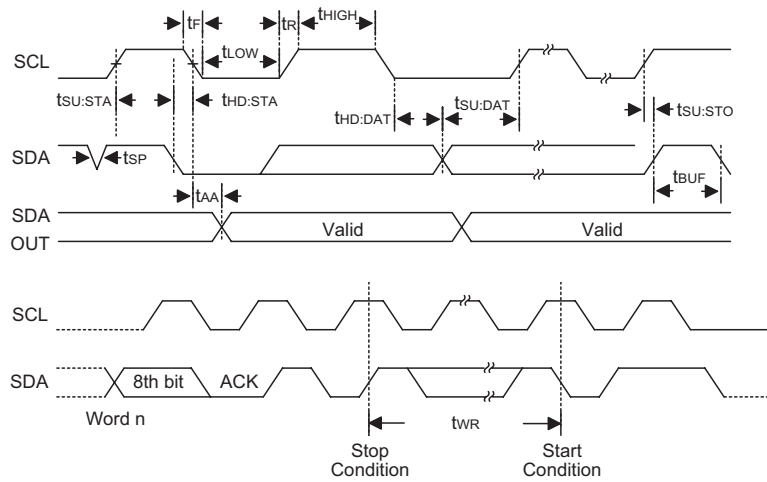 tF tR tHIGH
SCL tLOW
tSU:STA tHD:STA tHD:DAT tSU:DAT tSU:STO
SDA tSP tBUF
tAA
SDA
OUT Valid Valid
SCL
SDA 8th bit ACK
Word n tWR
Stop Start
Condition Condition